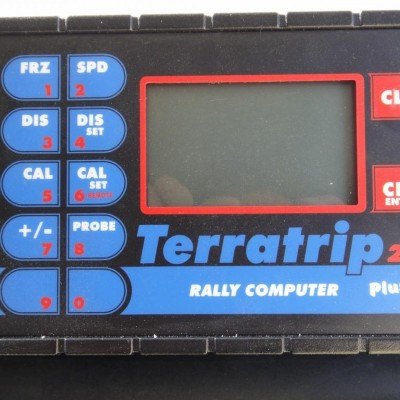 FRZ 1 SPD 2
DIS 3 DIS SET 4
CAL 5 CAL SET 6
+/- 7 PROBE 8
9 0
CL
CL
ENT
Terratrip 2
RALLY COMPUTER Plu